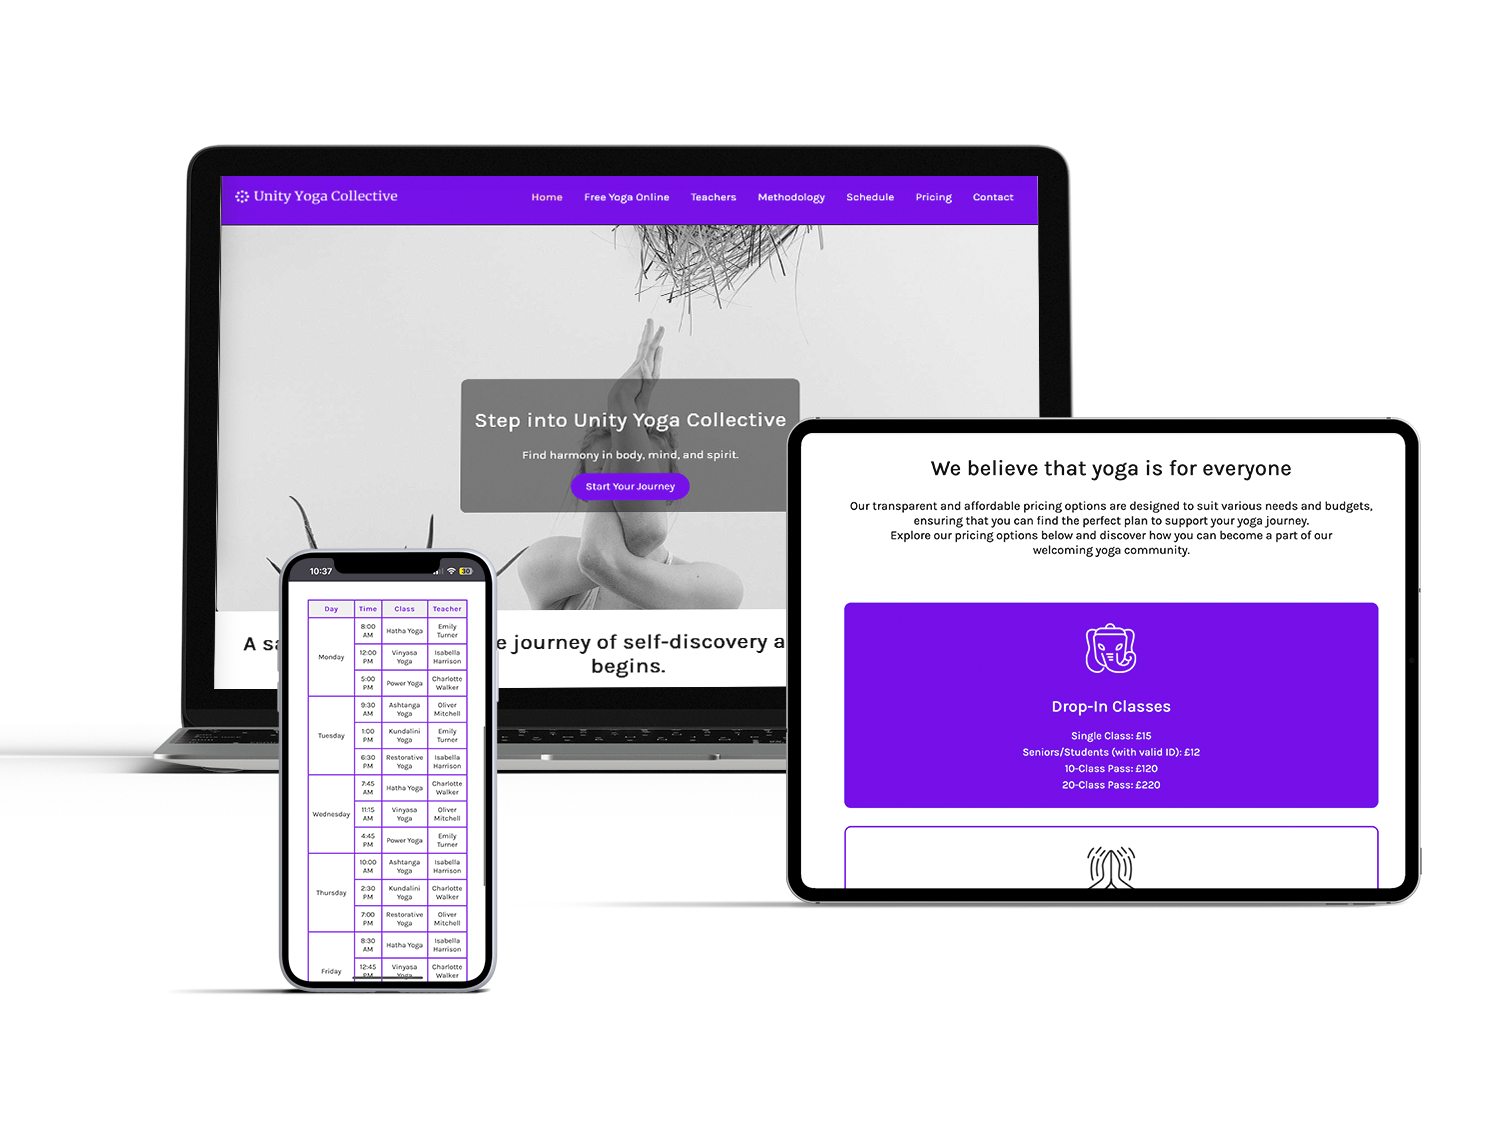 Unity Yoga Collective
Home Free Yoga Online Teachers Methodology Schedule Pricing Contact
Step into Unity Yoga Collective
Find harmony in body, mind, and spirit.
Start Your Journey
A sa
e journey of self-discovery a
begins.
10:37
30
Day Time Class Teacher
Monday
8:00 AM Hatha Yoga Emily Turner
12:00 PM Vinyasa Yoga Isabella Harrison
5:00 PM Power Yoga Charlotte Walker
Tuesday
9:30 AM Ashtanga Yoga Oliver Mitchell
1:00 PM Kundalini Yoga Emily Turner
6:30 PM Restorative Yoga Isabella Harrison
Wednesday
7:45 AM Hatha Yoga Charlotte Walker
11:15 AM Vinyasa Yoga Oliver Mitchell
4:45 PM Power Yoga Emily Turner
Thursday
10:00 AM Ashtanga Yoga Isabella Harrison
2:30 PM Kundalini Yoga Charlotte Walker
7:00 PM Restorative Yoga Oliver Mitchell
Friday
8:30 AM Hatha Yoga Isabella Harrison
12:45 PM Vinyasa Yoga Charlotte Walker
We believe that yoga is for everyone
Our transparent and affordable pricing options are designed to suit various needs and budgets,
ensuring that you can find the perfect plan to support your yoga journey.
Explore our pricing options below and discover how you can become a part of our
welcoming yoga community.
Drop-In Classes
Single Class: £15
Seniors/Students (with valid ID): £12
10-Class Pass: £120
20-Class Pass: £220